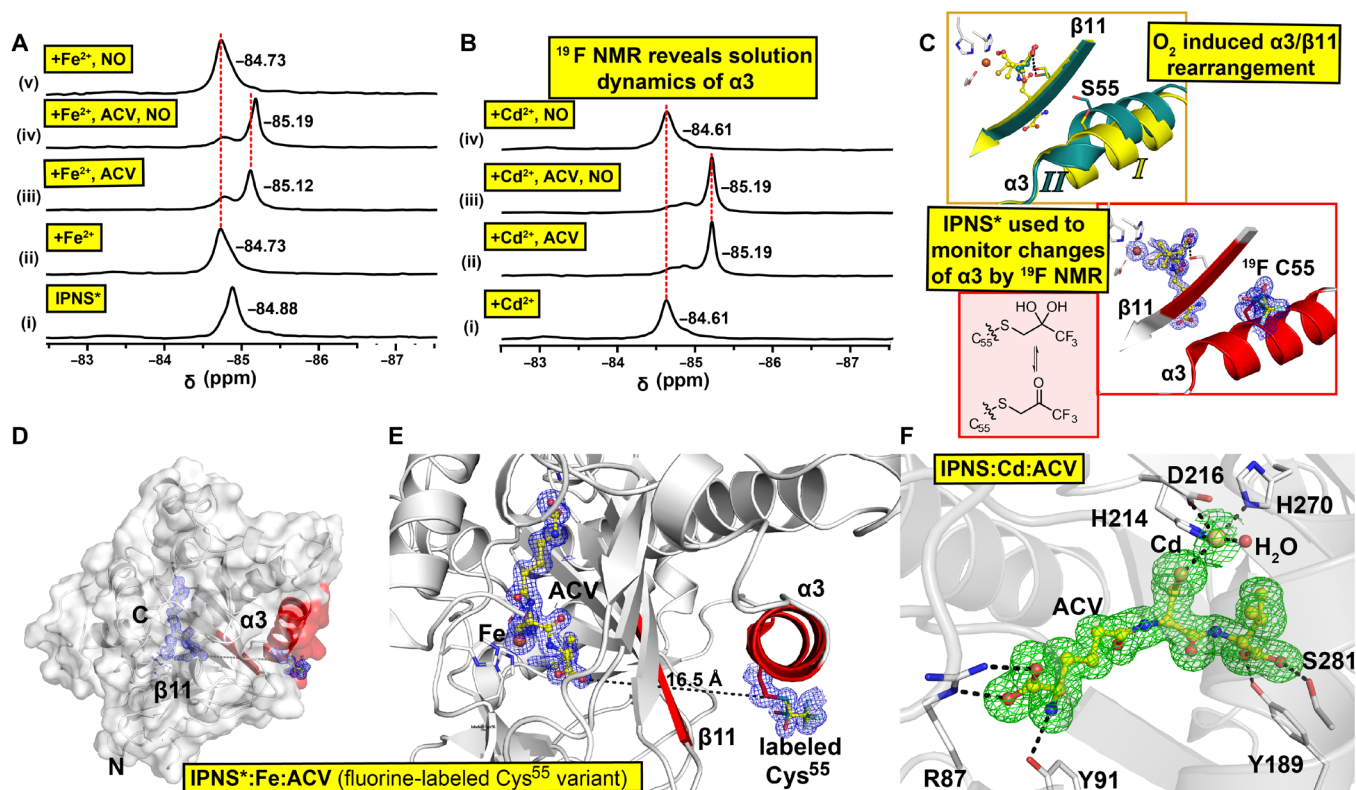 A
+Fe²⁺, NO
(v)
−84.73
+Fe²⁺, ACV, NO
(iv)
−85.19
+Fe²⁺, ACV
(iii)
−85.12
+Fe²⁺
(ii)
−84.73
IPNS*
(i)
−84.88
−83 −84 −85 −86 −87
δ (ppm)
B
¹⁹F NMR reveals solution
dynamics of α3
+Cd²⁺, NO
(iv)
−84.61
+Cd²⁺, ACV, NO
(iii)
−85.19
+Cd²⁺, ACV
(ii)
−85.19
+Cd²⁺
(i)
−84.61
−83 −84 −85 −86 −87
δ (ppm)
C
β11
O₂ induced α3/β11
rearrangement
S55
α3
II
I
IPNS* used to
monitor changes
of α3 by ¹⁹F NMR
¹⁹F C55
β11
α3
HO OH
C₅₅ S CF₃
O
C₅₅ S CF₃
D
C
α3
β11
N
E
ACV
Fe
α3
16.5 Å
β11
labeled
Cys⁵⁵
IPNS*:Fe:ACV (fluorine-labeled Cys⁵⁵ variant)
F
IPNS:Cd:ACV
D216
H270
H214
Cd
H₂O
ACV
S281
R87
Y91
Y189